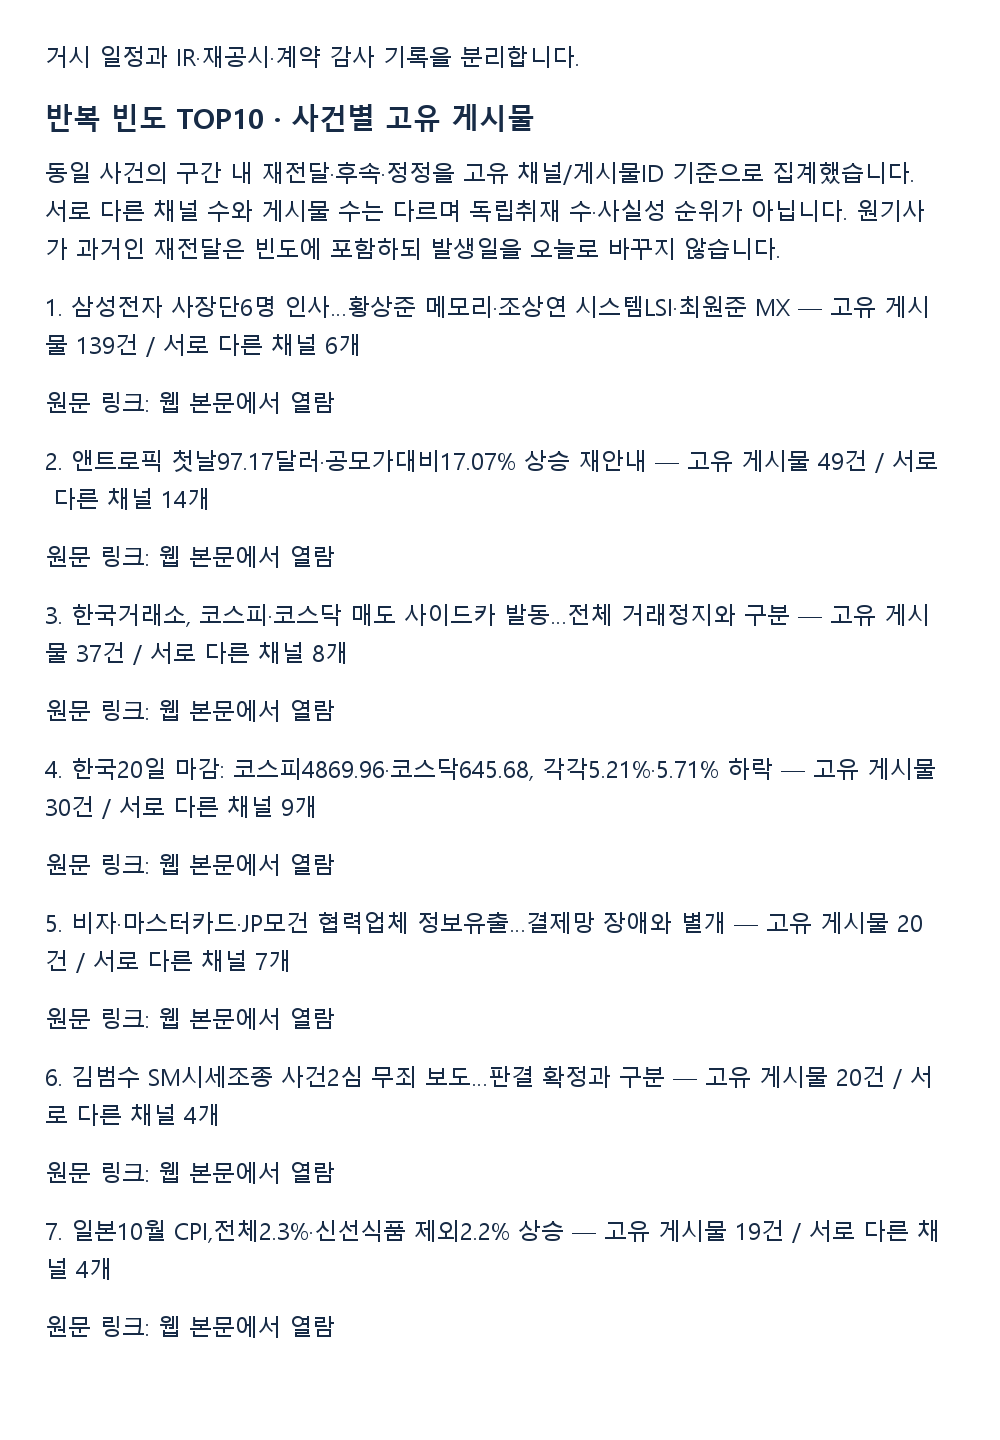 거시 일정과 IR·재공시·계약 감사 기록을 분리합니다.
반복 빈도 TOP10 · 사건별 고유 게시물
동일 사건의 구간 내 재전달·후속·정정을 고유 채널/게시물ID 기준으로 집계했습니다.
서로 다른 채널 수와 게시물 수는 다르며 독립취재 수·사실성 순위가 아닙니다. 원기사
가 과거인 재전달은 빈도에 포함하되 발생일을 오늘로 바꾸지 않습니다.
1. 삼성전자 사장단6명 인사…황상준 메모리·조상연 시스템LSI·최원준 MX — 고유 게시
물 139건 / 서로 다른 채널 6개
원문 링크: 웹 본문에서 열람
2. 앤트로픽 첫날97.17달러·공모가대비17.07% 상승 재안내 — 고유 게시물 49건 / 서로
다른 채널 14개
원문 링크: 웹 본문에서 열람
3. 한국거래소, 코스피·코스닥 매도 사이드카 발동…전체 거래정지와 구분 — 고유 게시
물 37건 / 서로 다른 채널 8개
원문 링크: 웹 본문에서 열람
4. 한국20일 마감: 코스피4869.96·코스닥645.68, 각각5.21%·5.71% 하락 — 고유 게시물
30건 / 서로 다른 채널 9개
원문 링크: 웹 본문에서 열람
5. 비자·마스터카드·JP모건 협력업체 정보유출…결제망 장애와 별개 — 고유 게시물 20
건 / 서로 다른 채널 7개
원문 링크: 웹 본문에서 열람
6. 김범수 SM시세조종 사건2심 무죄 보도…판결 확정과 구분 — 고유 게시물 20건 / 서
로 다른 채널 4개
원문 링크: 웹 본문에서 열람
7. 일본10월 CPI,전체2.3%·신선식품 제외2.2% 상승 — 고유 게시물 19건 / 서로 다른 채
널 4개
원문 링크: 웹 본문에서 열람